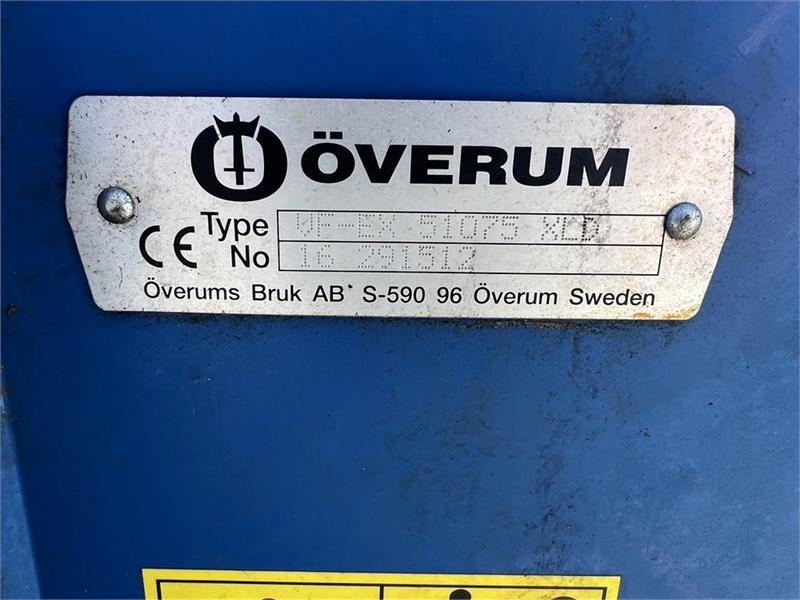 ÖVERUM
Type VF-EX 51075 XCD
CE No 16 291512
Överums Bruk AB* S-590 96 Överum Sweden